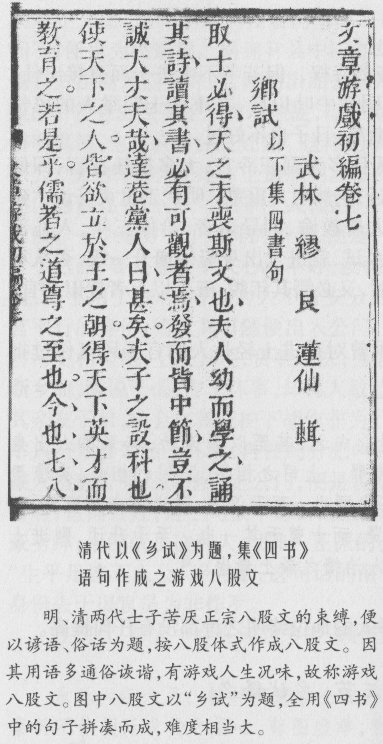 文章游戲初編卷七
武林 繆 艮 蓮仙 輯
鄉試 以下集四書句
取士必得天之未喪斯文也夫幼而學之誦
其詩讀其書必有可觀者焉發而皆中節豈不
誠大丈夫哉達巷黨人曰甚矣夫子之設科也
使天下之人皆欲立於王之朝得天下英才而
教育之若是乎儒者之道尊之至也今也七八
清代以《乡试》为题,集《四书》
语句作成之游戏八股文
明、清两代士子苦厌正宗八股文的束缚,便
以谚语、俗话为题,按八股体式作成八股文。因
其用语多通俗诙谐,有游戏人生况味,故称游戏
八股文。图中八股文以“乡试”为题,全用《四书》
中的句子拼凑而成,难度相当大。